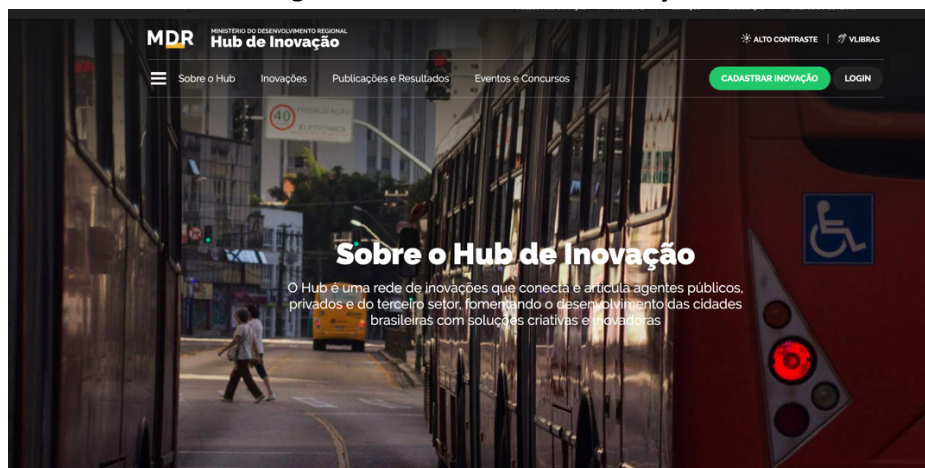 MDR
MINISTÉRIO DO DESENVOLVIMENTO REGIONAL
Hub de Inovação
ALTO CONTRASTE
VLIBRAS
Sobre o Hub
Inovações
Publicações e Resultados
Eventos e Concursos
CADASTRAR INOVAÇÃO
LOGIN
40
FISCALIZAÇÃO
ELETRÔNICA
Sobre o Hub de Inovação
O Hub é uma rede de inovações que conecta e articula agentes públicos,
privados e do terceiro setor, fomentando o desenvolvimento das cidades
brasileiras com soluções criativas e inovadoras